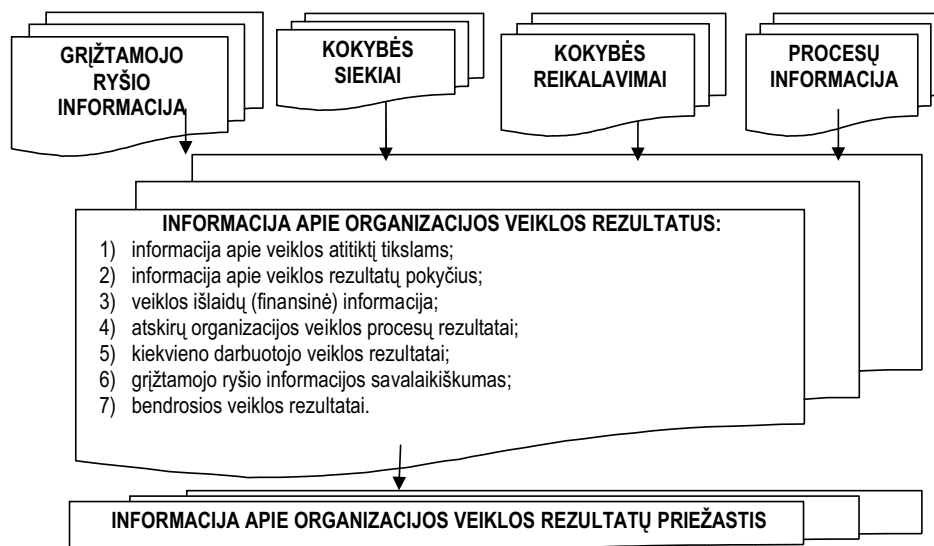 GRĮŽTAMOJO
RYŠIO
INFORMACIJA
KOKYBĖS
SIEKIAI
KOKYBĖS
REIKALAVIMAI
PROCESŲ
INFORMACIJA
INFORMACIJA APIE ORGANIZACIJOS VEIKLOS REZULTATUS:
1) informacija apie veiklos atitiktį tikslams;
2) informacija apie veiklos rezultatų pokyčius;
3) veiklos išlaidų (finansinė) informacija;
4) atskirų organizacijos veiklos procesų rezultatai;
5) kiekvieno darbuotojo veiklos rezultatai;
6) grįžtamojo ryšio informacijos savalaikiškumas;
7) bendrosios veiklos rezultatai.
INFORMACIJA APIE ORGANIZACIJOS VEIKLOS REZULTATŲ PRIEŽASTIS